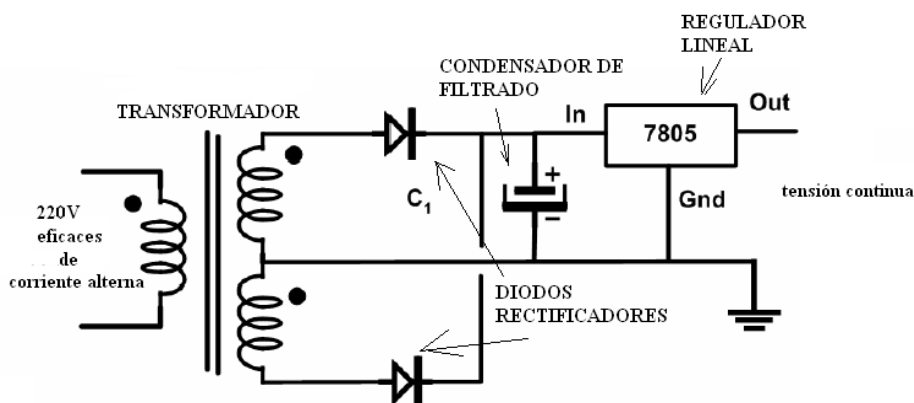 REGULADOR
LINEAL
CONDENSADOR DE
FILTRADO
TRANSFORMADOR
In
Out
7805
+
C1
−
Gnd
tensión continua
220V
eficaces
de
corriente alterna
DIODOS
RECTIFICADORES